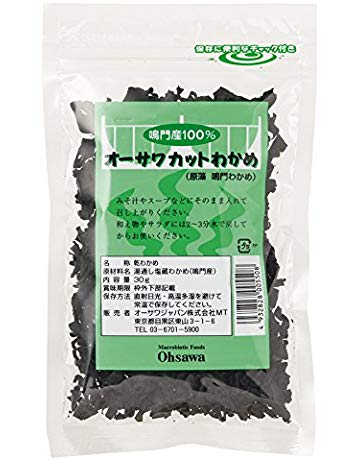 保存に便利なチャック付き
鳴門産100%
オーサワカットわかめ
(原藻 鳴門わかめ)
みそ汁やスープなどにそのまま入れて
召し上がりください。
和え物やサラダには2~3分水で戻して
からお使いください。
プラ
PP
名称 乾わかめ
原材料名 湯通し塩蔵わかめ(鳴門産)
内容量 30g
賞味期限 枠外下部記載
保存方法 直射日光・高温多湿を避けて
常温で保存してください。
販売者 オーサワジャパン株式会社MT
東京都目黒区東山3-1-6
TEL 03-6701-5900
4932828005508
Macrobiotic Foods
Ohsawa